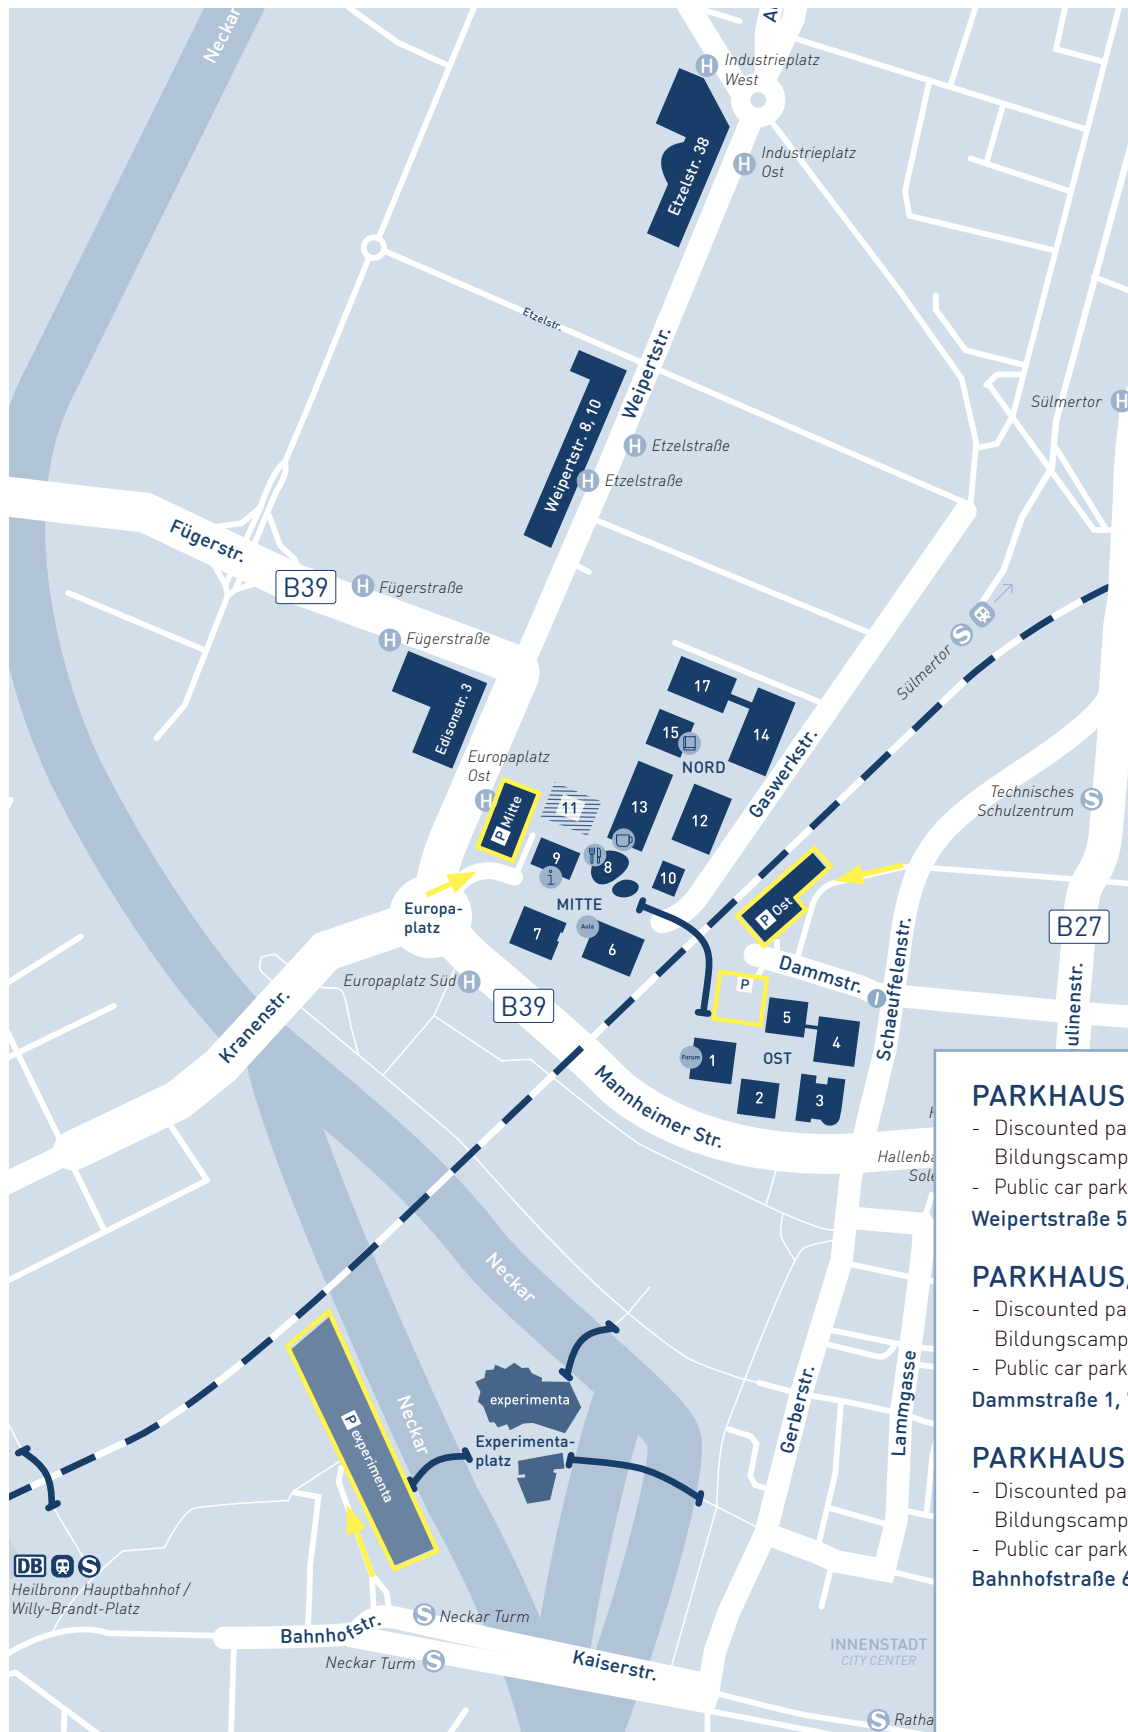 Neckar
H
Industrieplatz
West
H
Industrieplatz
Ost
Etzelstr. 38
Etzelstr.
Weipertstr.
Weipertstr. 8, 10
H Etzelstraße
H Etzelstraße
Sülmertor H
Fügerstr.
B39
H Fügerstraße
H Fügerstraße
Edisonstr. 3
Sülmertor S
Europaplatz
Ost
H
P Mitte
17
15
14
NORD
11
13
12
9
8
10
i
MITTE
Aula
7
6
Gaswerkstr.
Technisches
Schulzentrum
S
P Ost
Europa-
platz
Europaplatz Süd H
B39
B27
Dammstr.
P
5
4
OST
Forum
1
2
3
Schaeuffelenstr.
ulinenstr.
Kranenstr.
Mannheimer Str.
Neckar
experimenta
Experimenta-
platz
Neckar
P experimenta
Gerberstr.
Lammgasse
DB S
Heilbronn Hauptbahnhof /
Willy-Brandt-Platz
Bahnhofstr.
S Neckar Turm
Neckar Turm S
Kaiserstr.
INNENSTADT
CITY CENTER
S Ratha
PARKHAUS
- Discounted pa
Bildungscamp
- Public car park
Weipertstraße 5
PARKHAUS,
- Discounted pa
Bildungscamp
- Public car park
Dammstraße 1,
PARKHAUS
- Discounted pa
Bildungscamp
- Public car park
Bahnhofstraße 6